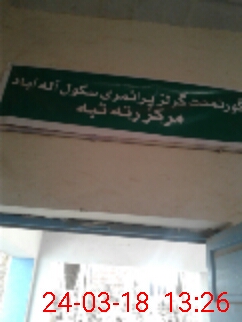 گورنمنٹ گرلز پرائمری سکول آلہ آباد
مرکز رتہ ٹبہ
24-03-18 13:26